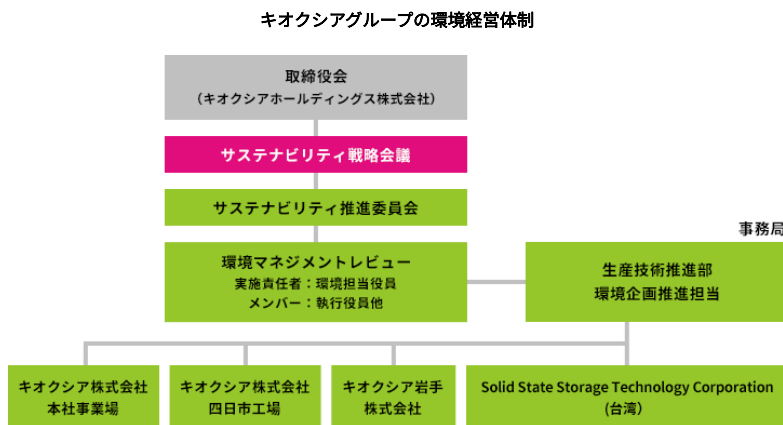 キオクシアグループの環境経営体制
取締役会
（キオクシアホールディングス株式会社）
サステナビリティ戦略会議
サステナビリティ推進委員会
環境マネジメントレビュー
実施責任者：環境担当役員
メンバー：執行役員他
事務局
生産技術推進部
環境企画推進担当
キオクシア株式会社
本社事業場
キオクシア株式会社
四日市工場
キオクシア岩手
株式会社
Solid State Storage Technology Corporation
(台湾）